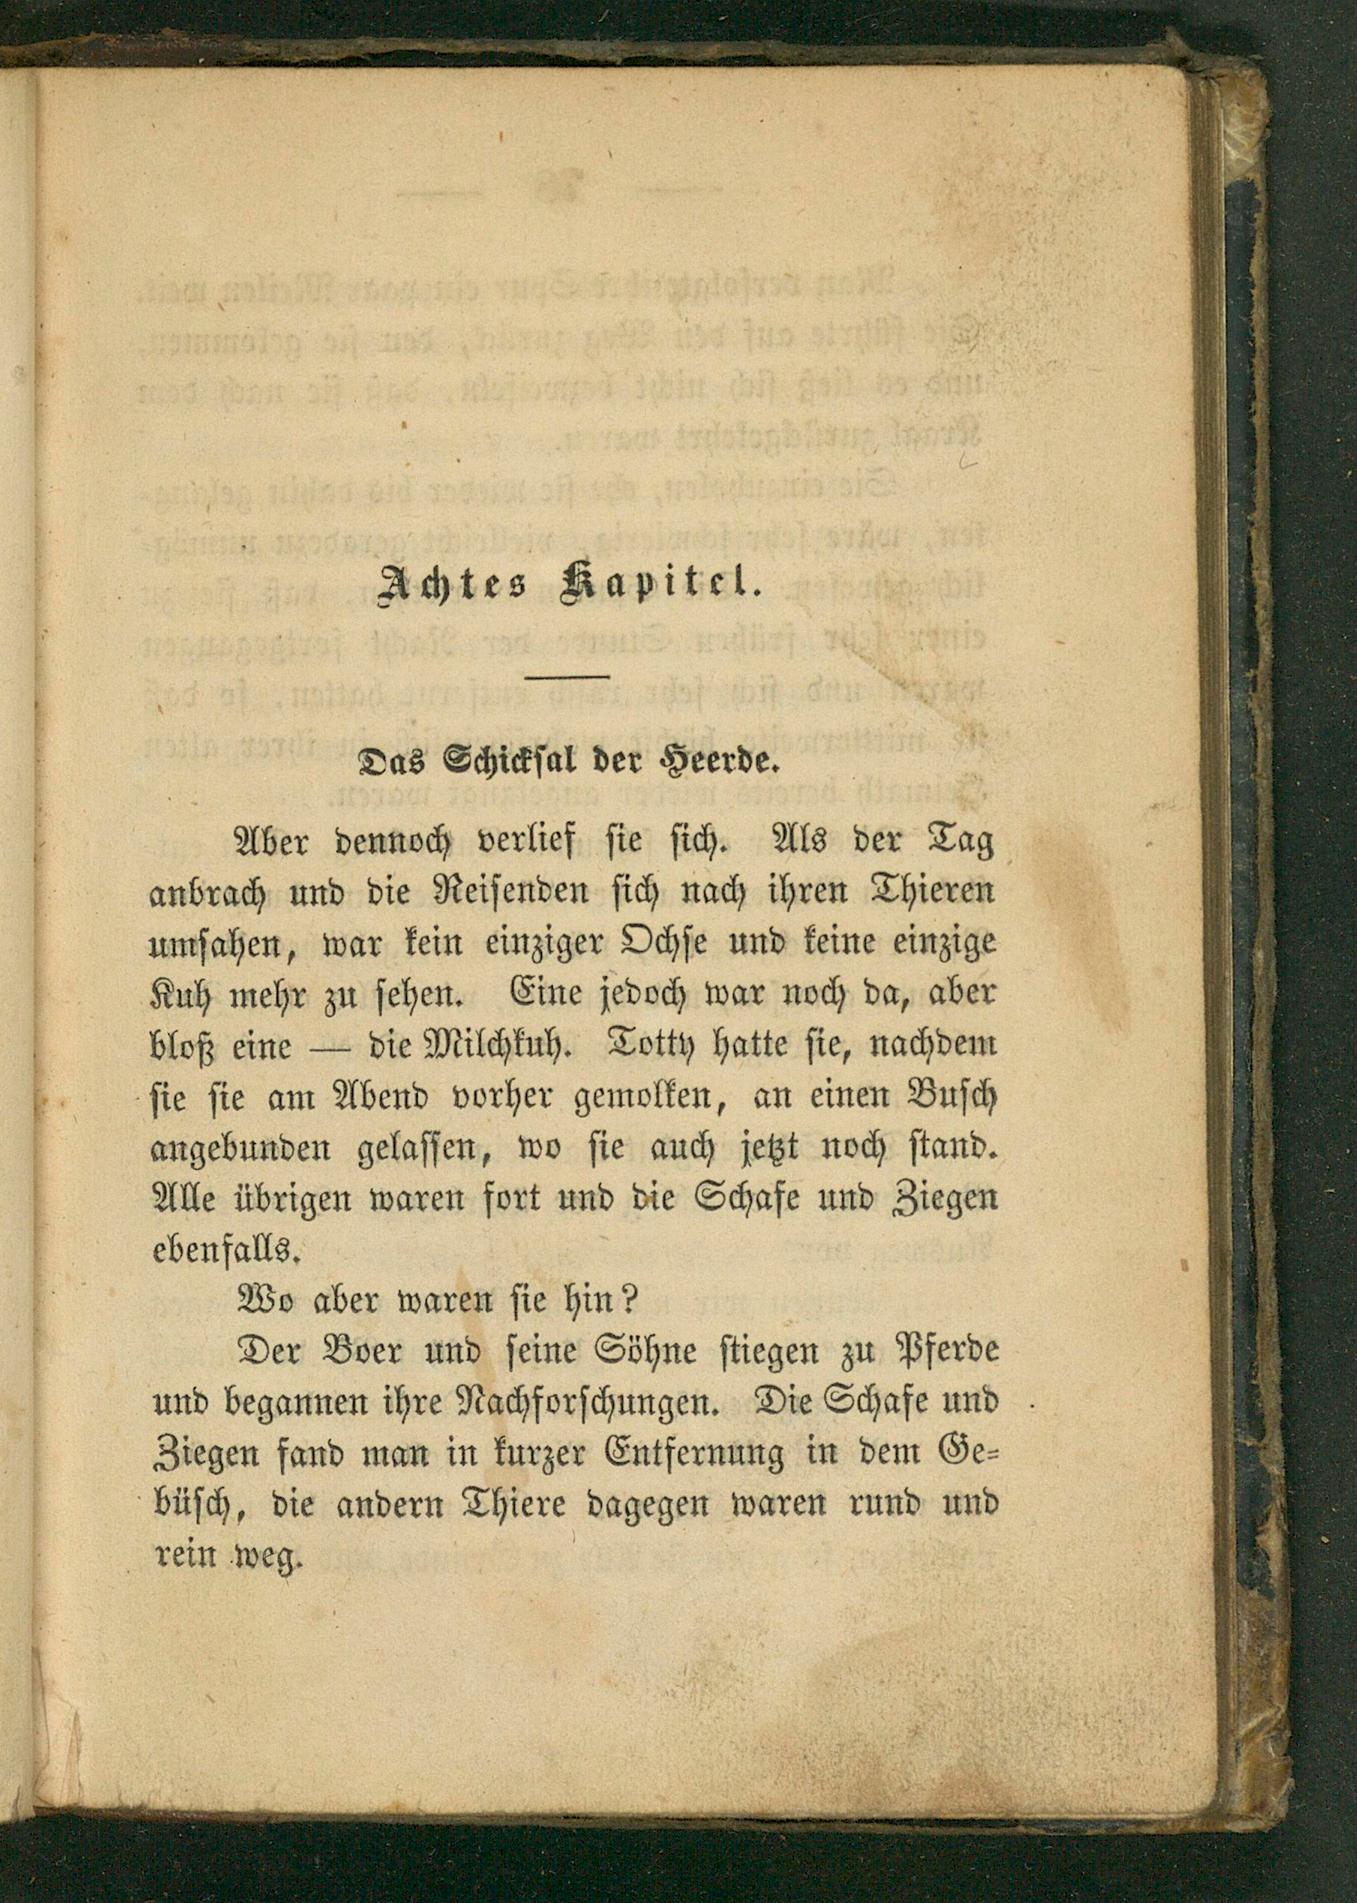 Achtes Kapitel.
Das Schicksal der Heerde.
Aber dennoch verlief sie sich. Als der Tag
anbrach und die Reisenden sich nach ihren Thieren
umsahen, war kein einziger Ochse und keine einzige
Kuh mehr zu sehen. Eine jedoch war noch da, aber
bloß eine — die Milchkuh. Totty hatte sie, nachdem
sie sie am Abend vorher gemolken, an einen Busch
angebunden gelassen, wo sie auch jetzt noch stand.
Alle übrigen waren fort und die Schafe und Ziegen
ebenfalls.
Wo aber waren sie hin?
Der Boer und seine Söhne stiegen zu Pferde
und begannen ihre Nachforschungen. Die Schafe und
Ziegen fand man in kurzer Entfernung in dem Ge-
büsch, die andern Thiere dagegen waren rund und
rein weg.